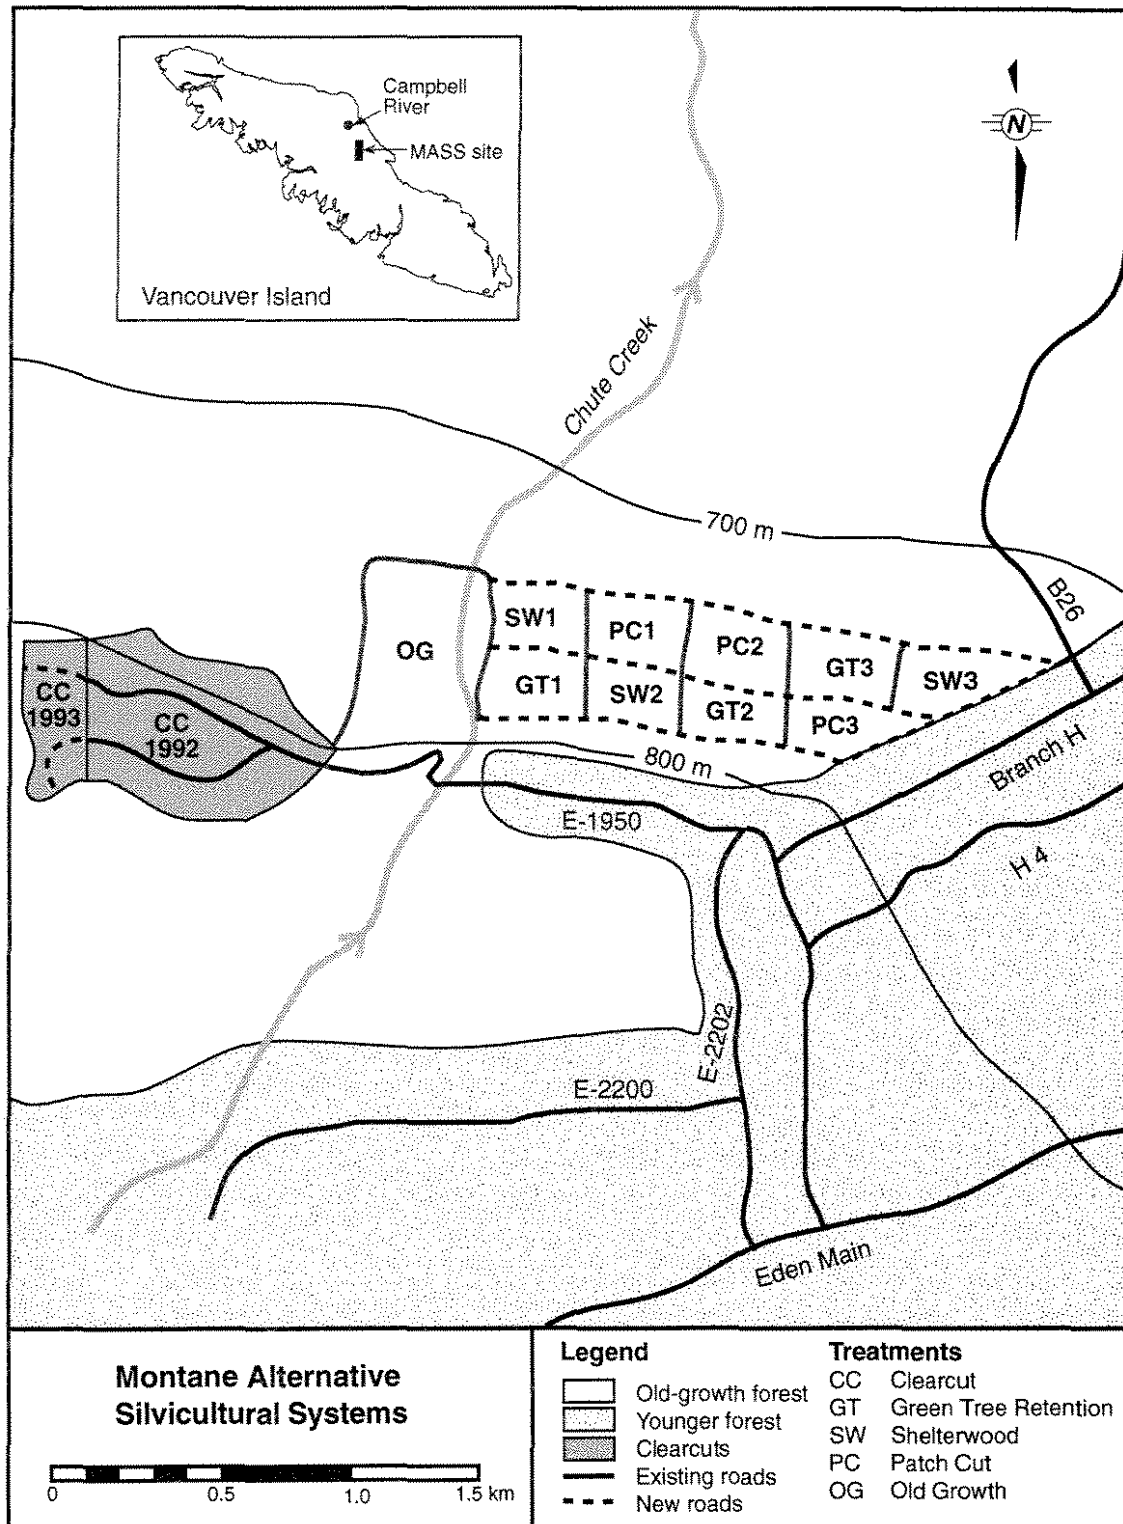 Campbell
River
MASS site
Vancouver Island
N
Chute Creek
700 m
B26
SW1
PC1
PC2
GT3
SW3
OG
GT1
SW2
GT2
PC3
CC
1993
CC
1992
800 m
Branch H
E-1950
H 4
E-2202
E-2200
Eden Main
Montane Alternative
Silvicultural Systems
0 0.5 1.0 1.5 km
Legend
Old-growth forest
Younger forest
Clearcuts
Existing roads
New roads
Treatments
CC Clearcut
GT Green Tree Retention
SW Shelterwood
PC Patch Cut
OG Old Growth